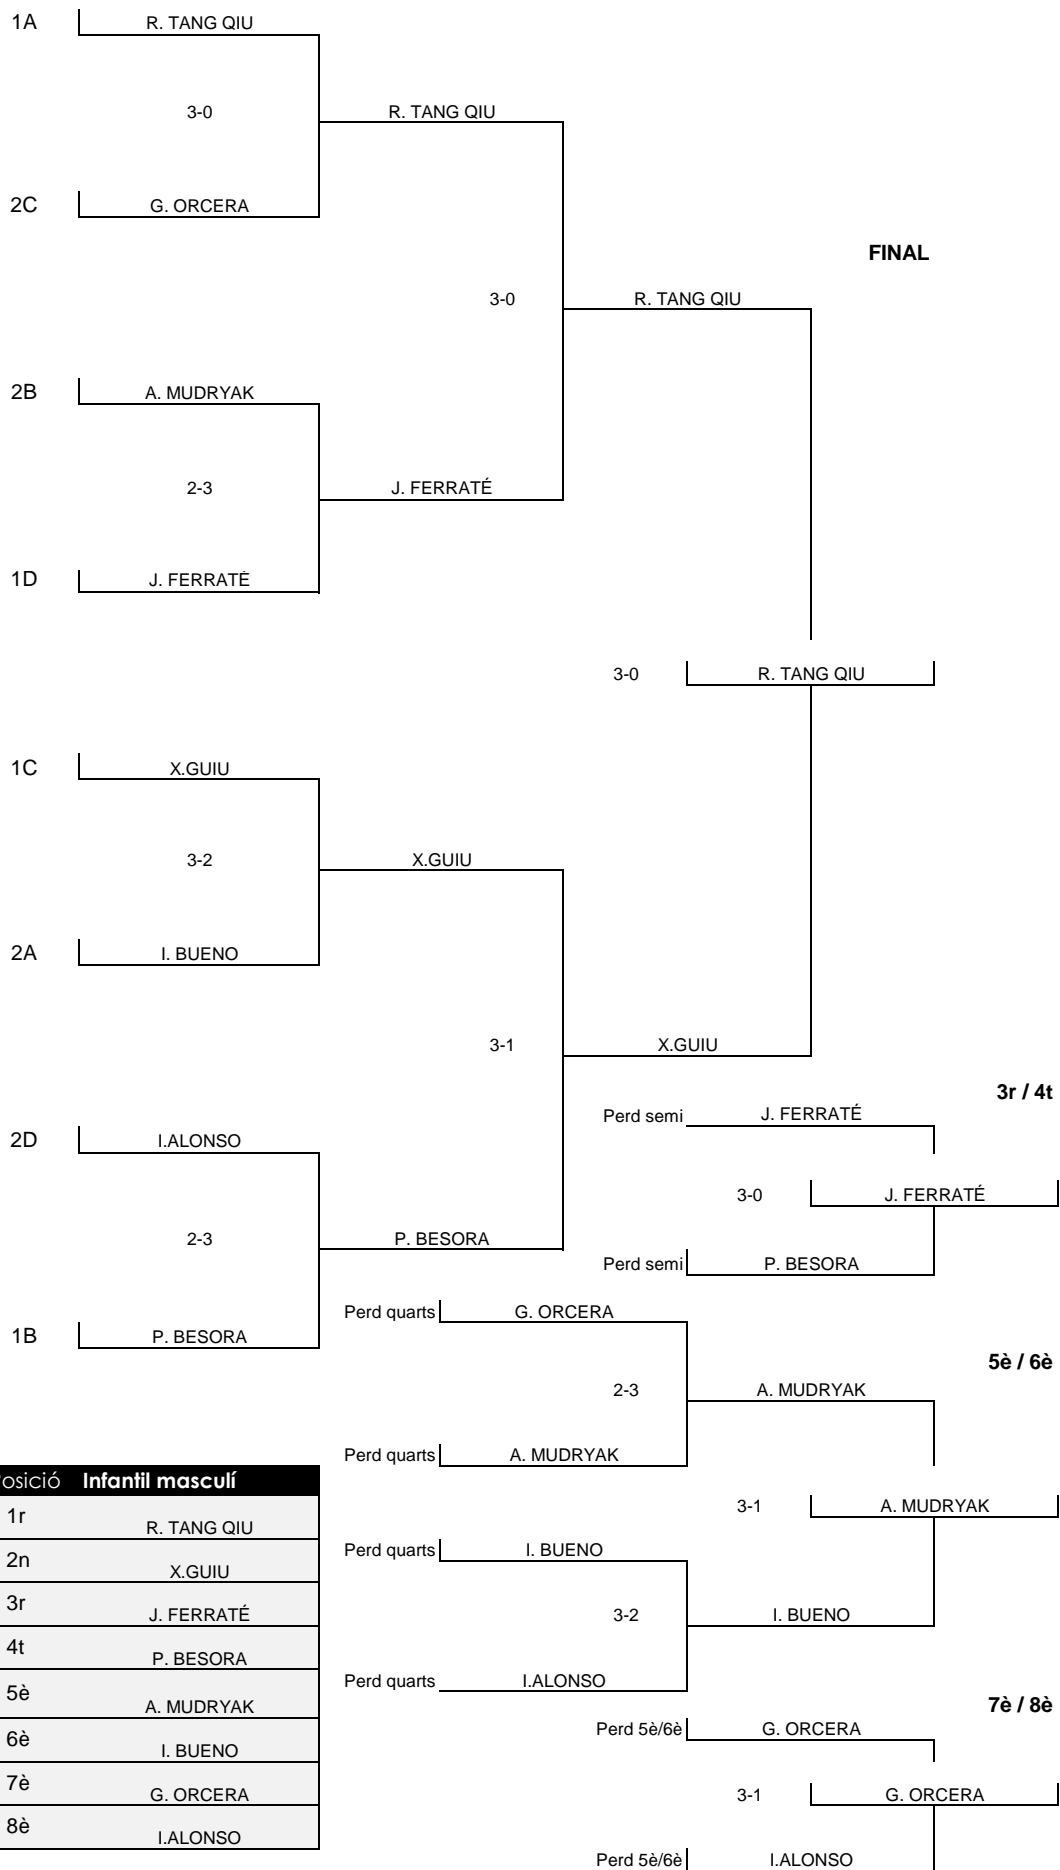 1A R. TANG QIU
3-0 R. TANG QIU
2C G. ORCERA
FINAL
3-0 R. TANG QIU
2B A. MUDRYAK
2-3 J. FERRATÉ
1D J. FERRATÉ
3-0 R. TANG QIU
1C X.GUIU
3-2 X.GUIU
2A I. BUENO
3-1 X.GUIU
3r / 4t
Perd semi J. FERRATÉ
2D I.ALONSO
3-0 J. FERRATÉ
2-3 P. BESORA
Perd semi P. BESORA
Perd quarts G. ORCERA
1B P. BESORA
5è / 6è
2-3 A. MUDRYAK
Perd quarts A. MUDRYAK
osició Infantil masculí
3-1 A. MUDRYAK
1r R. TANG QIU
Perd quarts I. BUENO
2n X.GUIU
3r J. FERRATÉ
3-2 I. BUENO
4t P. BESORA
Perd quarts I.ALONSO
5è A. MUDRYAK
7è / 8è
Perd 5è/6è G. ORCERA
6è I. BUENO
7è G. ORCERA
3-1 G. ORCERA
8è I.ALONSO
Perd 5è/6è I.ALONSO